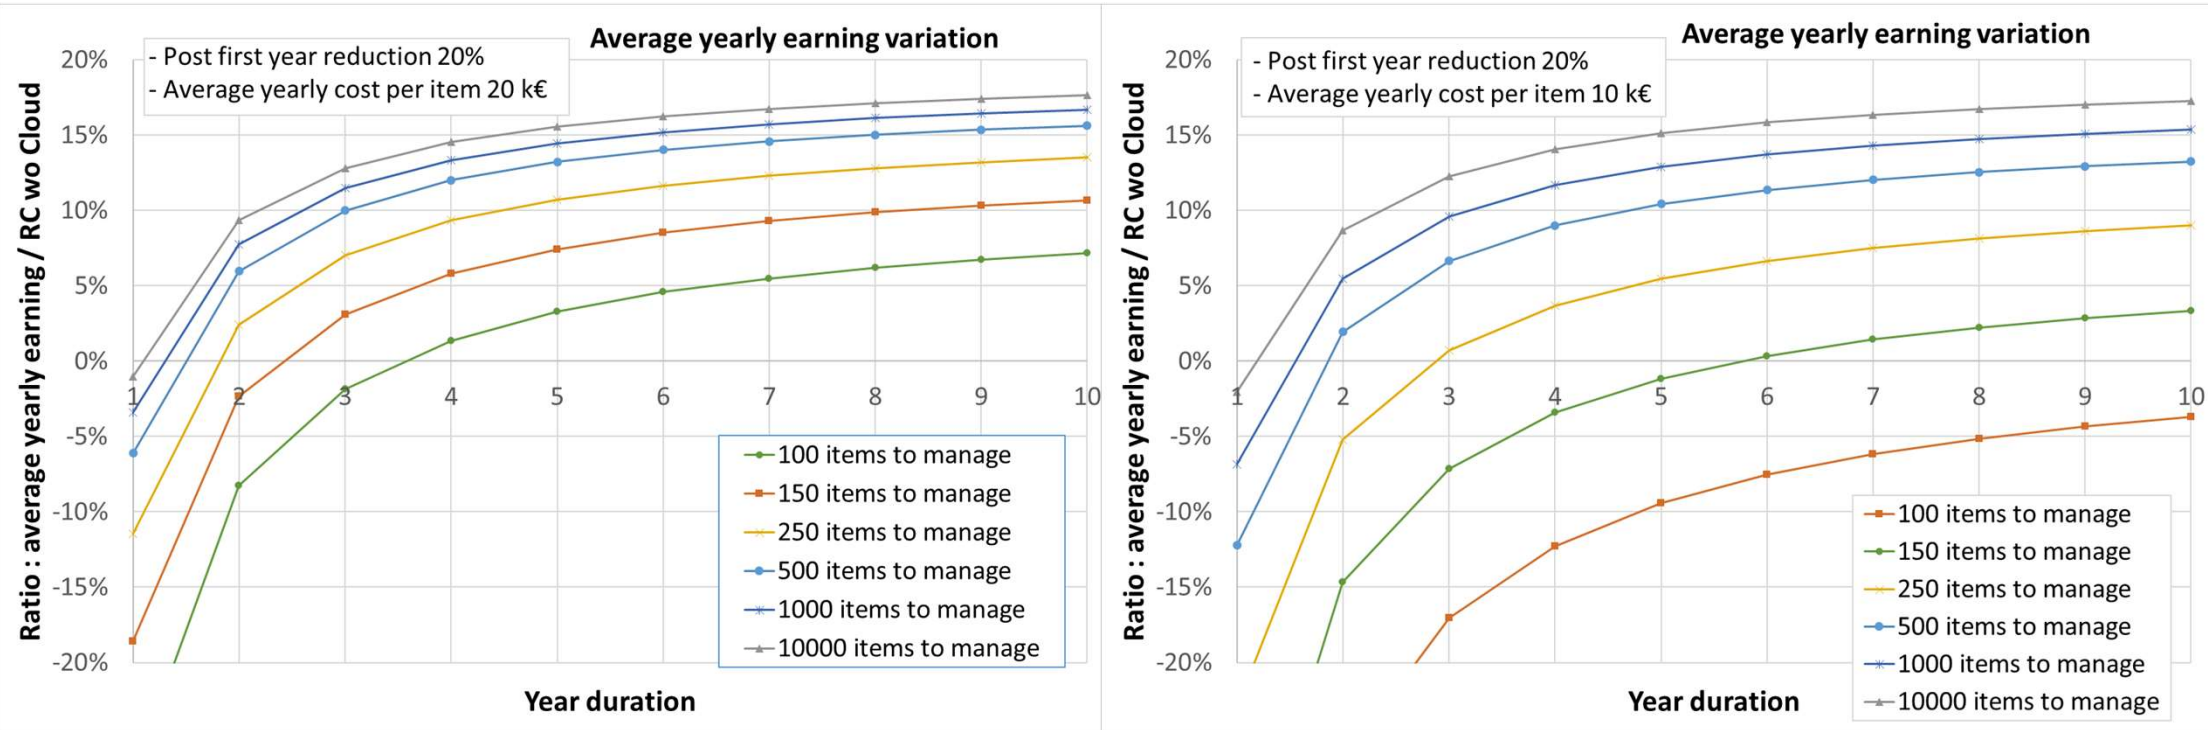 Average yearly earning variation
- Post first year reduction 20%
- Average yearly cost per item 20 k€
Ratio : average yearly earning / RC wo Cloud
20%
15%
10%
5%
0%
-5%
-10%
-15%
-20%
1 2 3 4 5 6 7 8 9 10
100 items to manage
150 items to manage
250 items to manage
500 items to manage
1000 items to manage
10000 items to manage
Year duration
Average yearly earning variation
- Post first year reduction 20%
- Average yearly cost per item 10 k€
Ratio : average yearly earning / RC wo Cloud
20%
15%
10%
5%
0%
-5%
-10%
-15%
-20%
1 2 3 4 5 6 7 8 9 10
100 items to manage
150 items to manage
250 items to manage
500 items to manage
1000 items to manage
10000 items to manage
Year duration